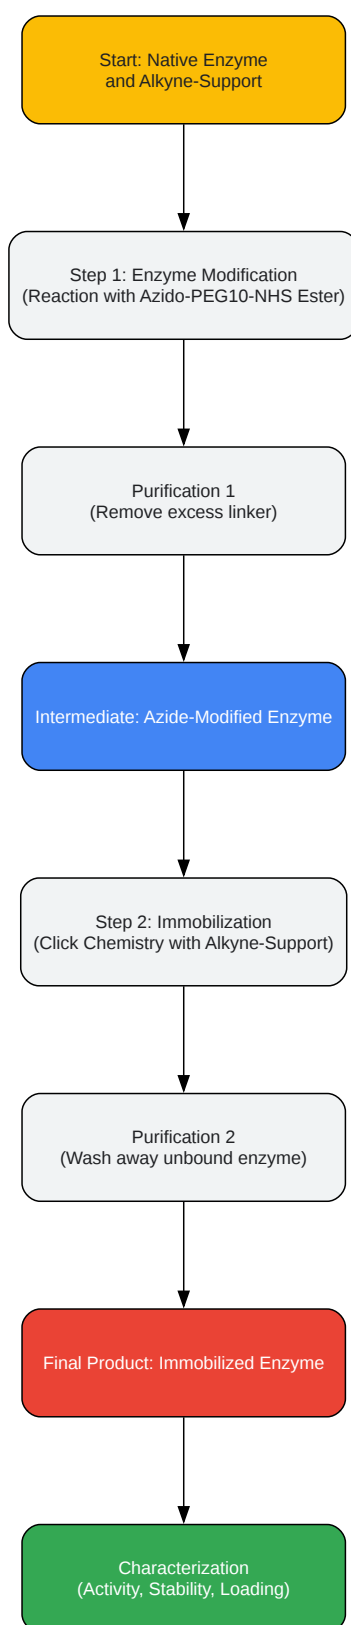 Start: Native Enzyme
and Alkyne-Support
Step 1: Enzyme Modification
(Reaction with Azido-PEG10-NHS Ester)
Purification 1
(Remove excess linker)
Intermediate: Azide-Modified Enzyme
Step 2: Immobilization
(Click Chemistry with Alkyne-Support)
Purification 2
(Wash away unbound enzyme)
Final Product: Immobilized Enzyme
Characterization
(Activity, Stability, Loading)